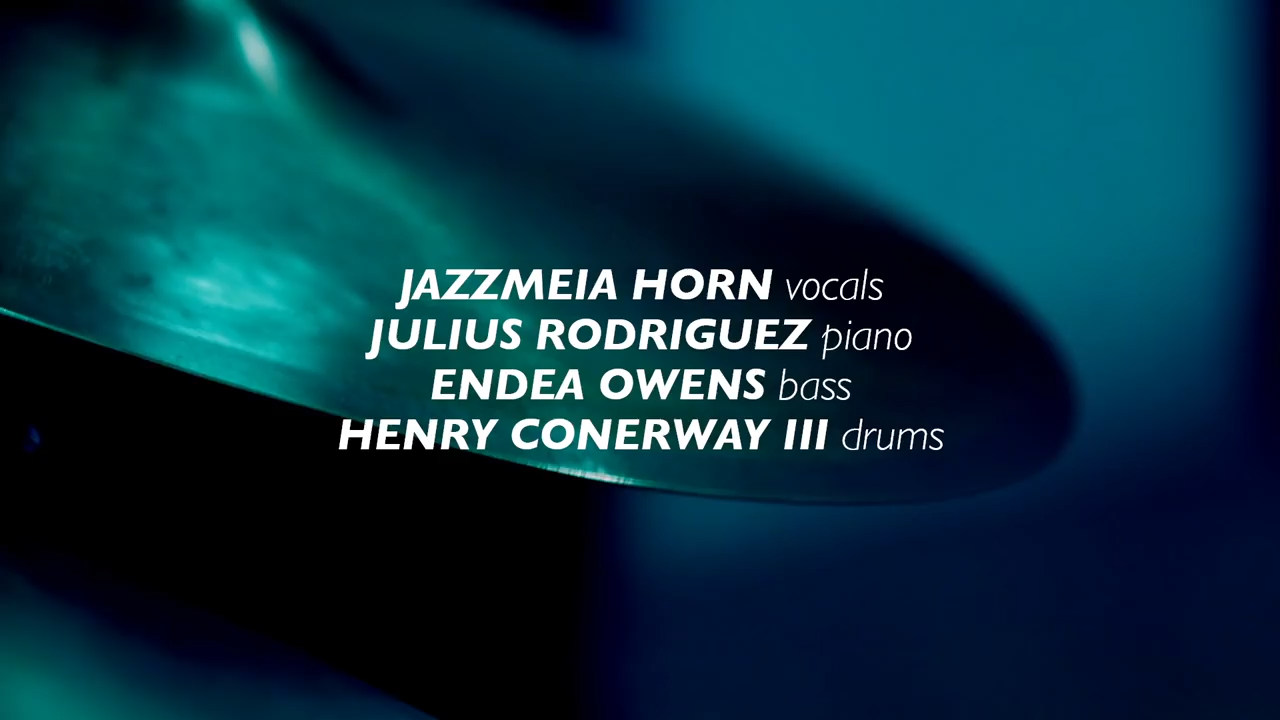 JAZZMEIA HORN vocals
JULIUS RODRIGUEZ piano
ENDEA OWENS bass
HENRY CONERWAY III drums